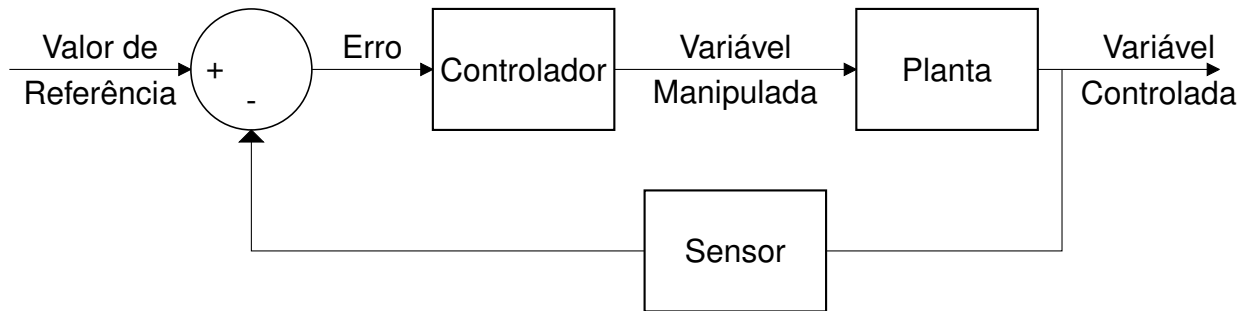 Valor de
Referência
+
-
Erro
Controlador
Variável
Manipulada
Planta
Variável
Controlada
Sensor